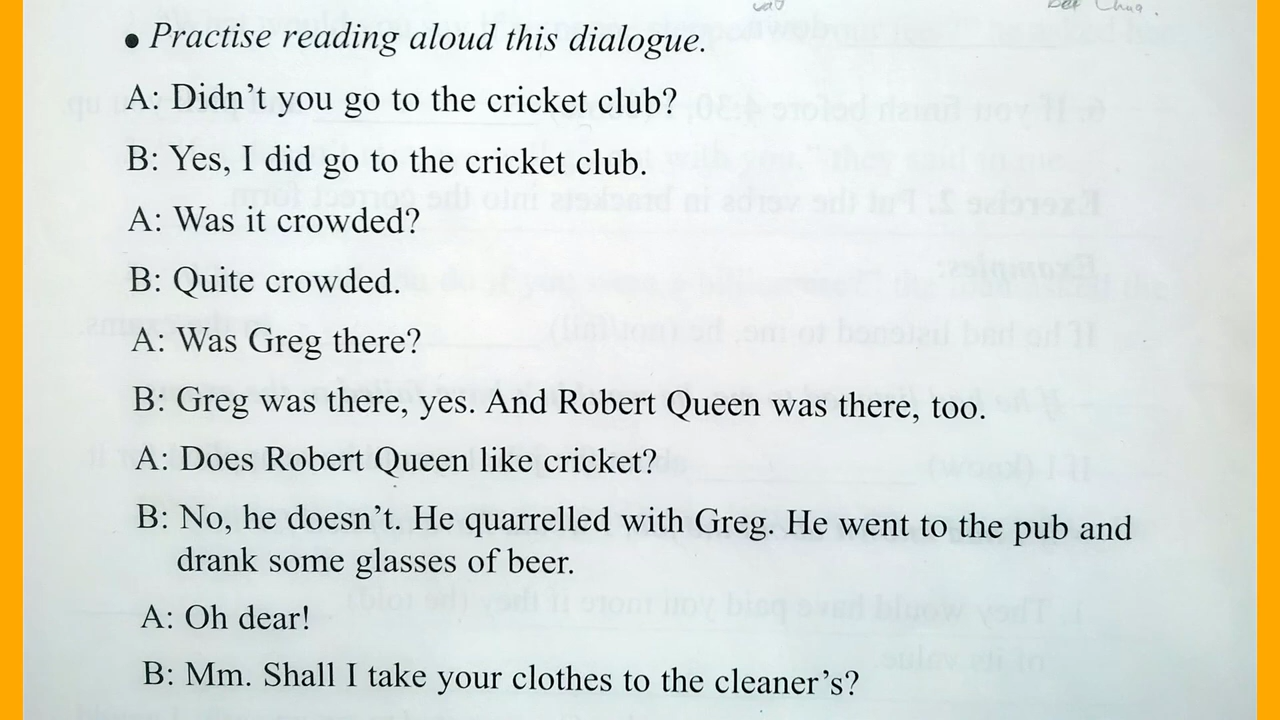 • Practise reading aloud this dialogue.
A: Didn't you go to the cricket club?
B: Yes, I did go to the cricket club.
A: Was it crowded?
B: Quite crowded.
A: Was Greg there?
B: Greg was there, yes. And Robert Queen was there, too.
A: Does Robert Queen like cricket?
B: No, he doesn't. He quarrelled with Greg. He went to the pub and
drank some glasses of beer.
A: Oh dear!
B: Mm. Shall I take your clothes to the cleaner's?